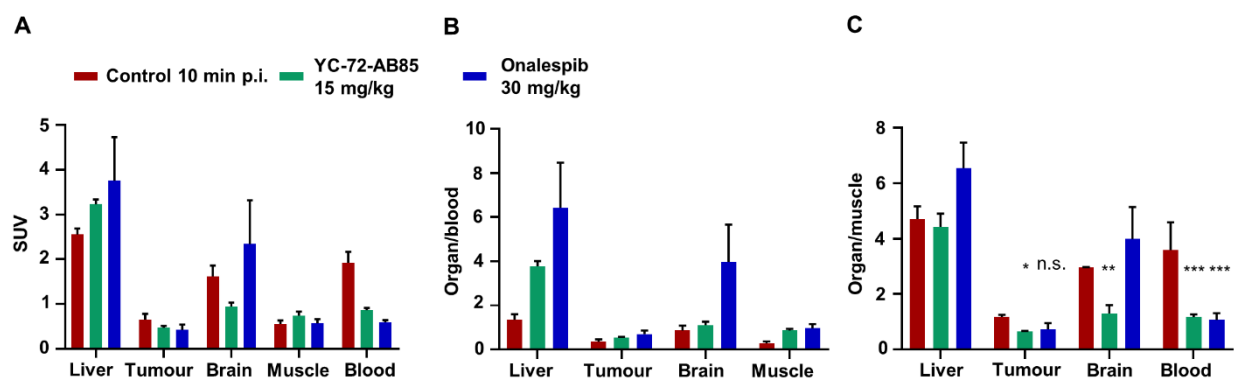 A
B
C
Control 10 min p.i.
YC-72-AB85
15 mg/kg
Onalespib
30 mg/kg
SUV
5
4
3
2
1
0
Liver Tumour Brain Muscle Blood
Organ/blood
10
8
6
4
2
0
Liver Tumour Brain Muscle
Organ/muscle
8
6
4
2
0
* n.s. ** *** ***
Liver Tumour Brain Blood